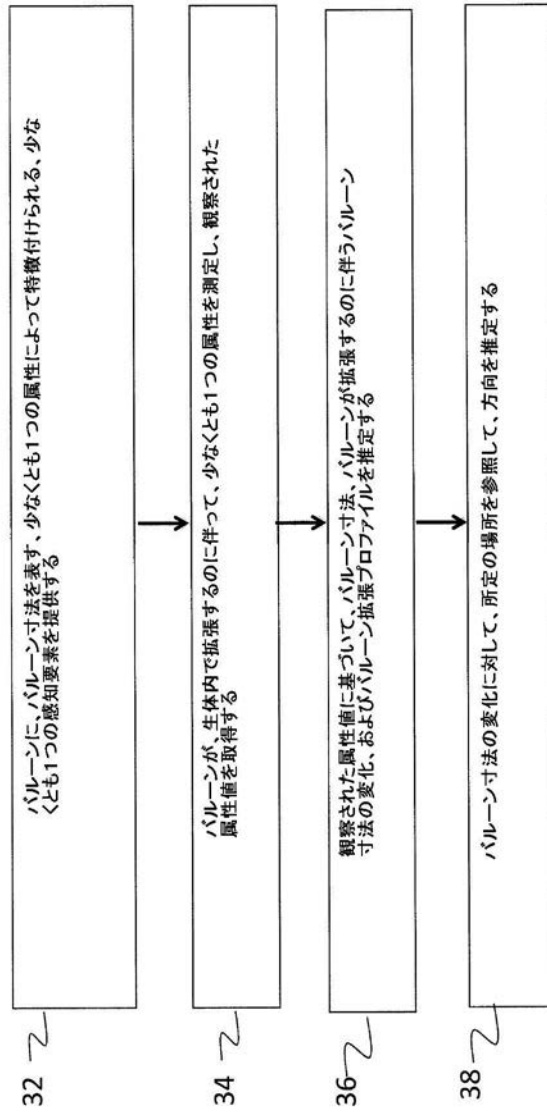 32
バルーンに、バルーン寸法を表す、少なくとも1つの属性によって特徴付けられる、少な
くとも1つの感知要素を提供する
34
バルーンが、生体内で拡張するのに伴って、少なくとも1つの属性を測定し、観察された
属性値を取得する
36
観察された属性値に基づいて、バルーン寸法、バルーンが拡張するのに伴うバルーン
寸法の変化、およびバルーン拡張プロファイルを推定する
38
バルーン寸法の変化に対して、所定の場所を参照して、方向を推定する